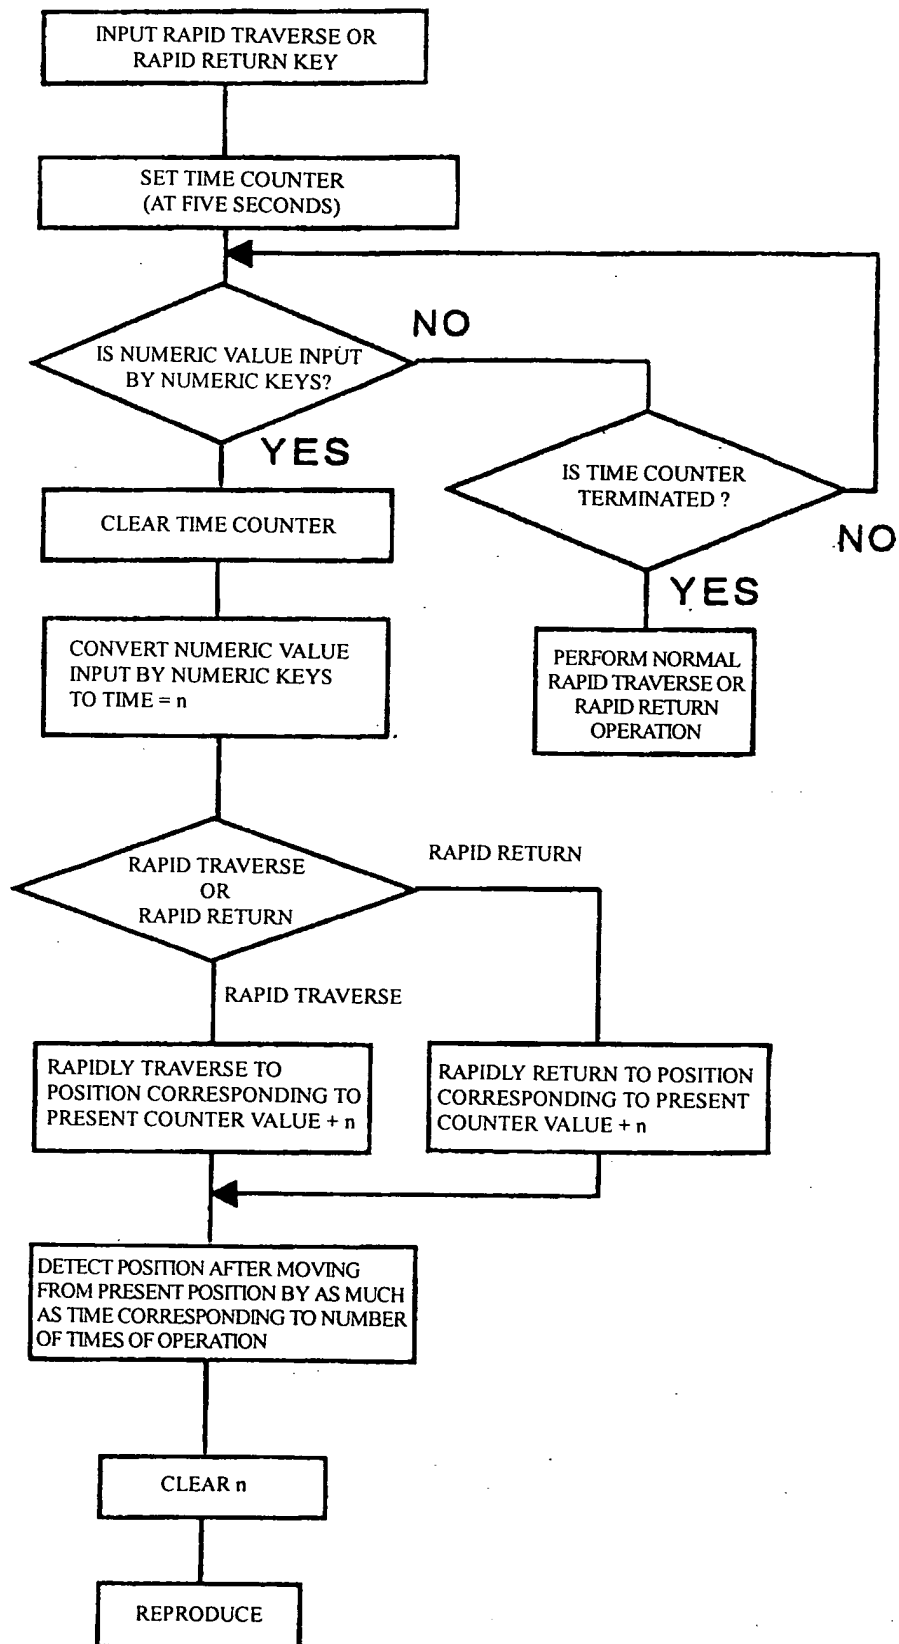 INPUT RAPID TRAVERSE OR
RAPID RETURN KEY
SET TIME COUNTER
(AT FIVE SECONDS)
IS NUMERIC VALUE INPUT
BY NUMERIC KEYS?
NO
YES
IS TIME COUNTER
TERMINATED ?
NO
YES
CLEAR TIME COUNTER
CONVERT NUMERIC VALUE
INPUT BY NUMERIC KEYS
TO TIME = n
PERFORM NORMAL
RAPID TRAVERSE OR
RAPID RETURN
OPERATION
RAPID TRAVERSE
OR
RAPID RETURN
RAPID RETURN
RAPID TRAVERSE
RAPIDLY TRAVERSE TO
POSITION CORRESPONDING TO
PRESENT COUNTER VALUE + n
RAPIDLY RETURN TO POSITION
CORRESPONDING TO PRESENT
COUNTER VALUE + n
DETECT POSITION AFTER MOVING
FROM PRESENT POSITION BY AS MUCH
AS TIME CORRESPONDING TO NUMBER
OF TIMES OF OPERATION
CLEAR n
REPRODUCE